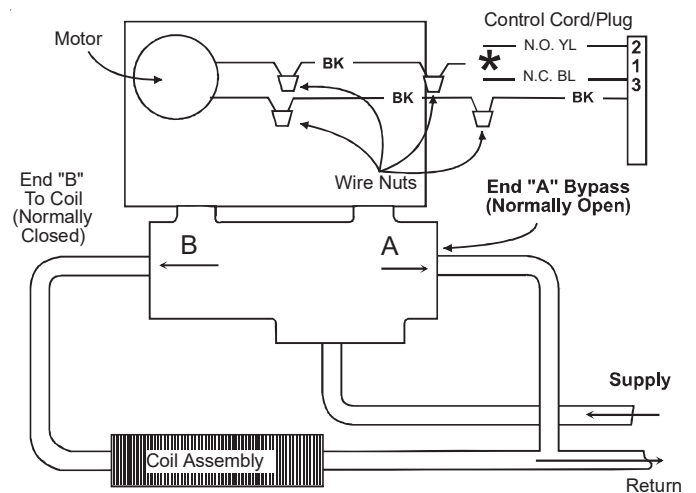 Control Cord/Plug
Motor
N.O. YL
2
BK
*
1
N.C. BL
3
BK
BK
Wire Nuts
End "B"
To Coil
(Normally
Closed)
End "A" Bypass
(Normally Open)
B
A
Supply
Coil Assembly
Return